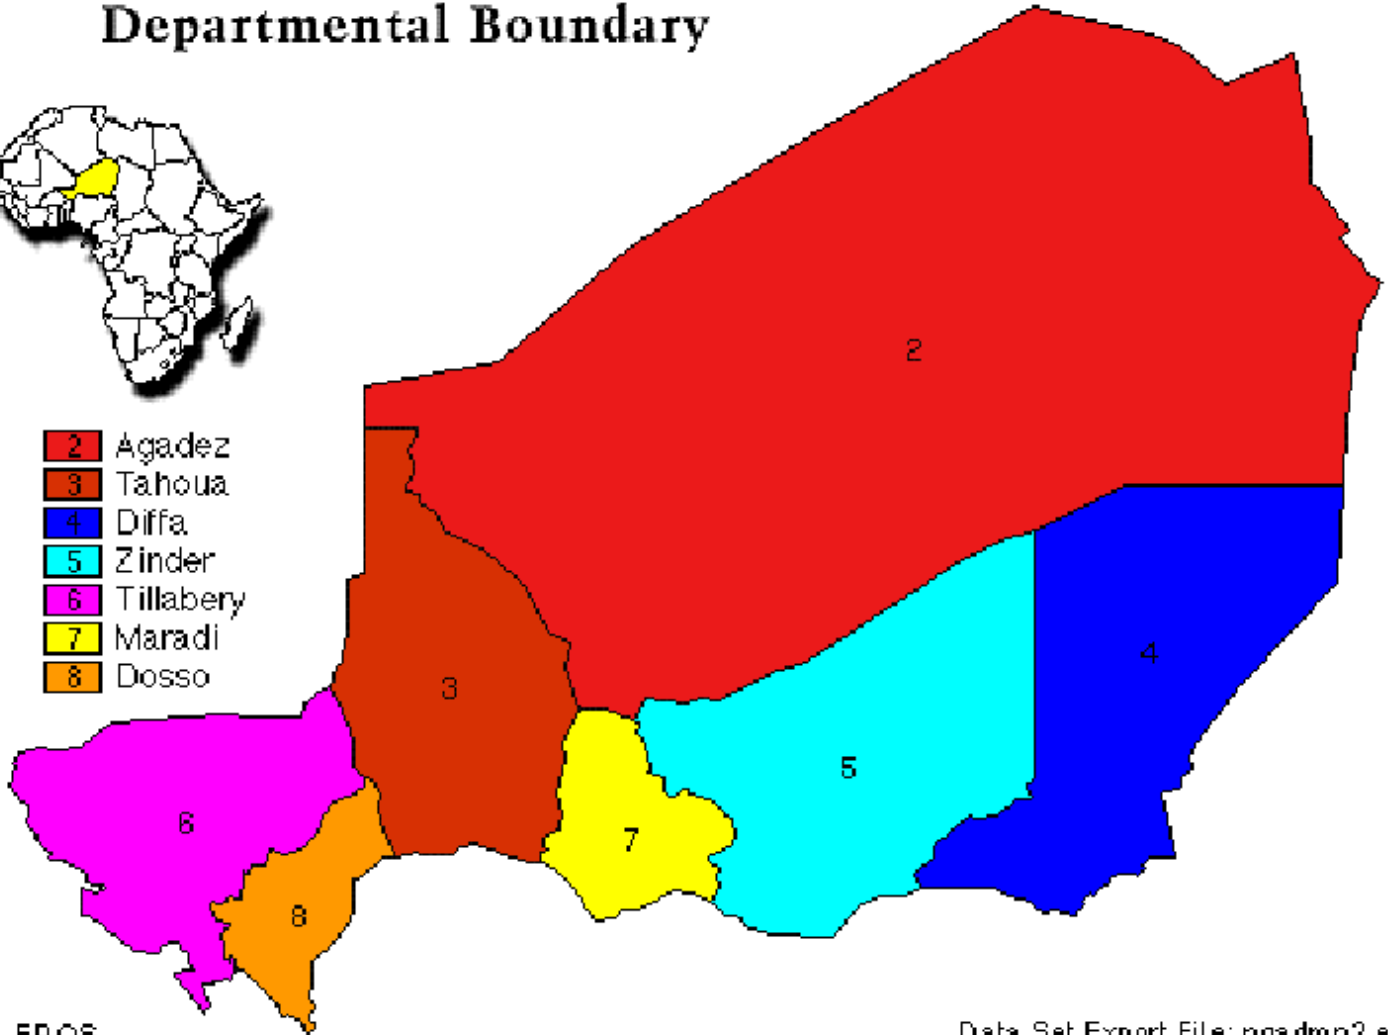 Departmental Boundary
2 Agadez
3 Tahoua
4 Diffa
5 Zinder
6 Tillabery
7 Maradi
8 Dosso
2
3
4
5
6
7
8
Data Set Export File: